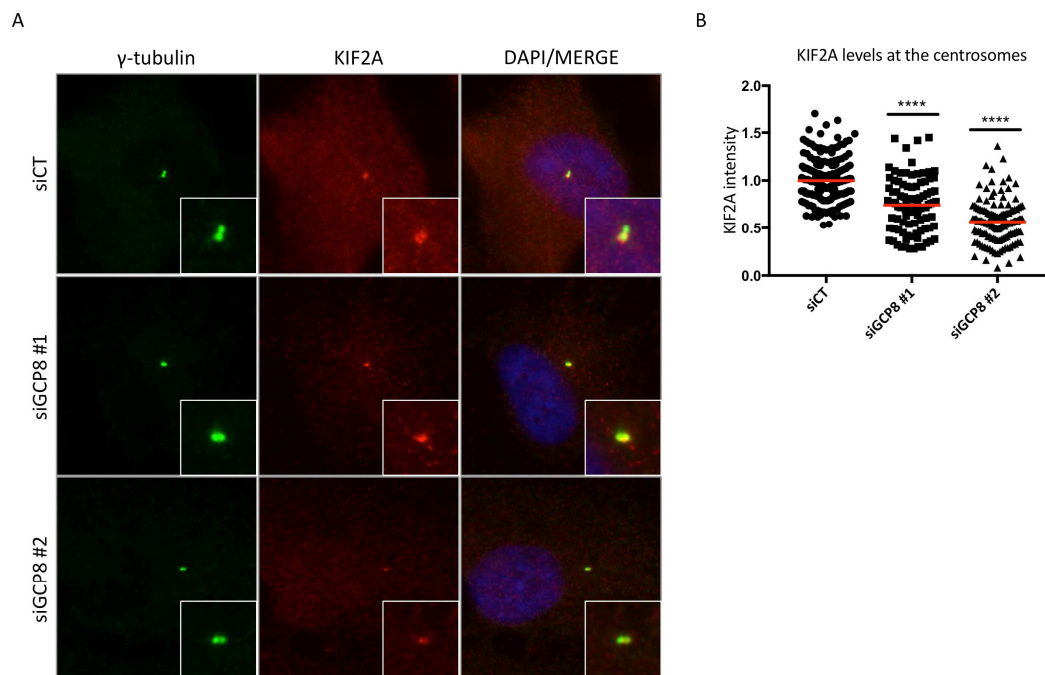 A
γ-tubulin KIF2A DAPI/MERGE
siCT
siGCP8 #1
siGCP8 #2
B
KIF2A levels at the centrosomes
KIF2A intensity
2.0
1.5
1.0
0.5
0.0
****
****
siCT
siGCP8 #1
siGCP8 #2